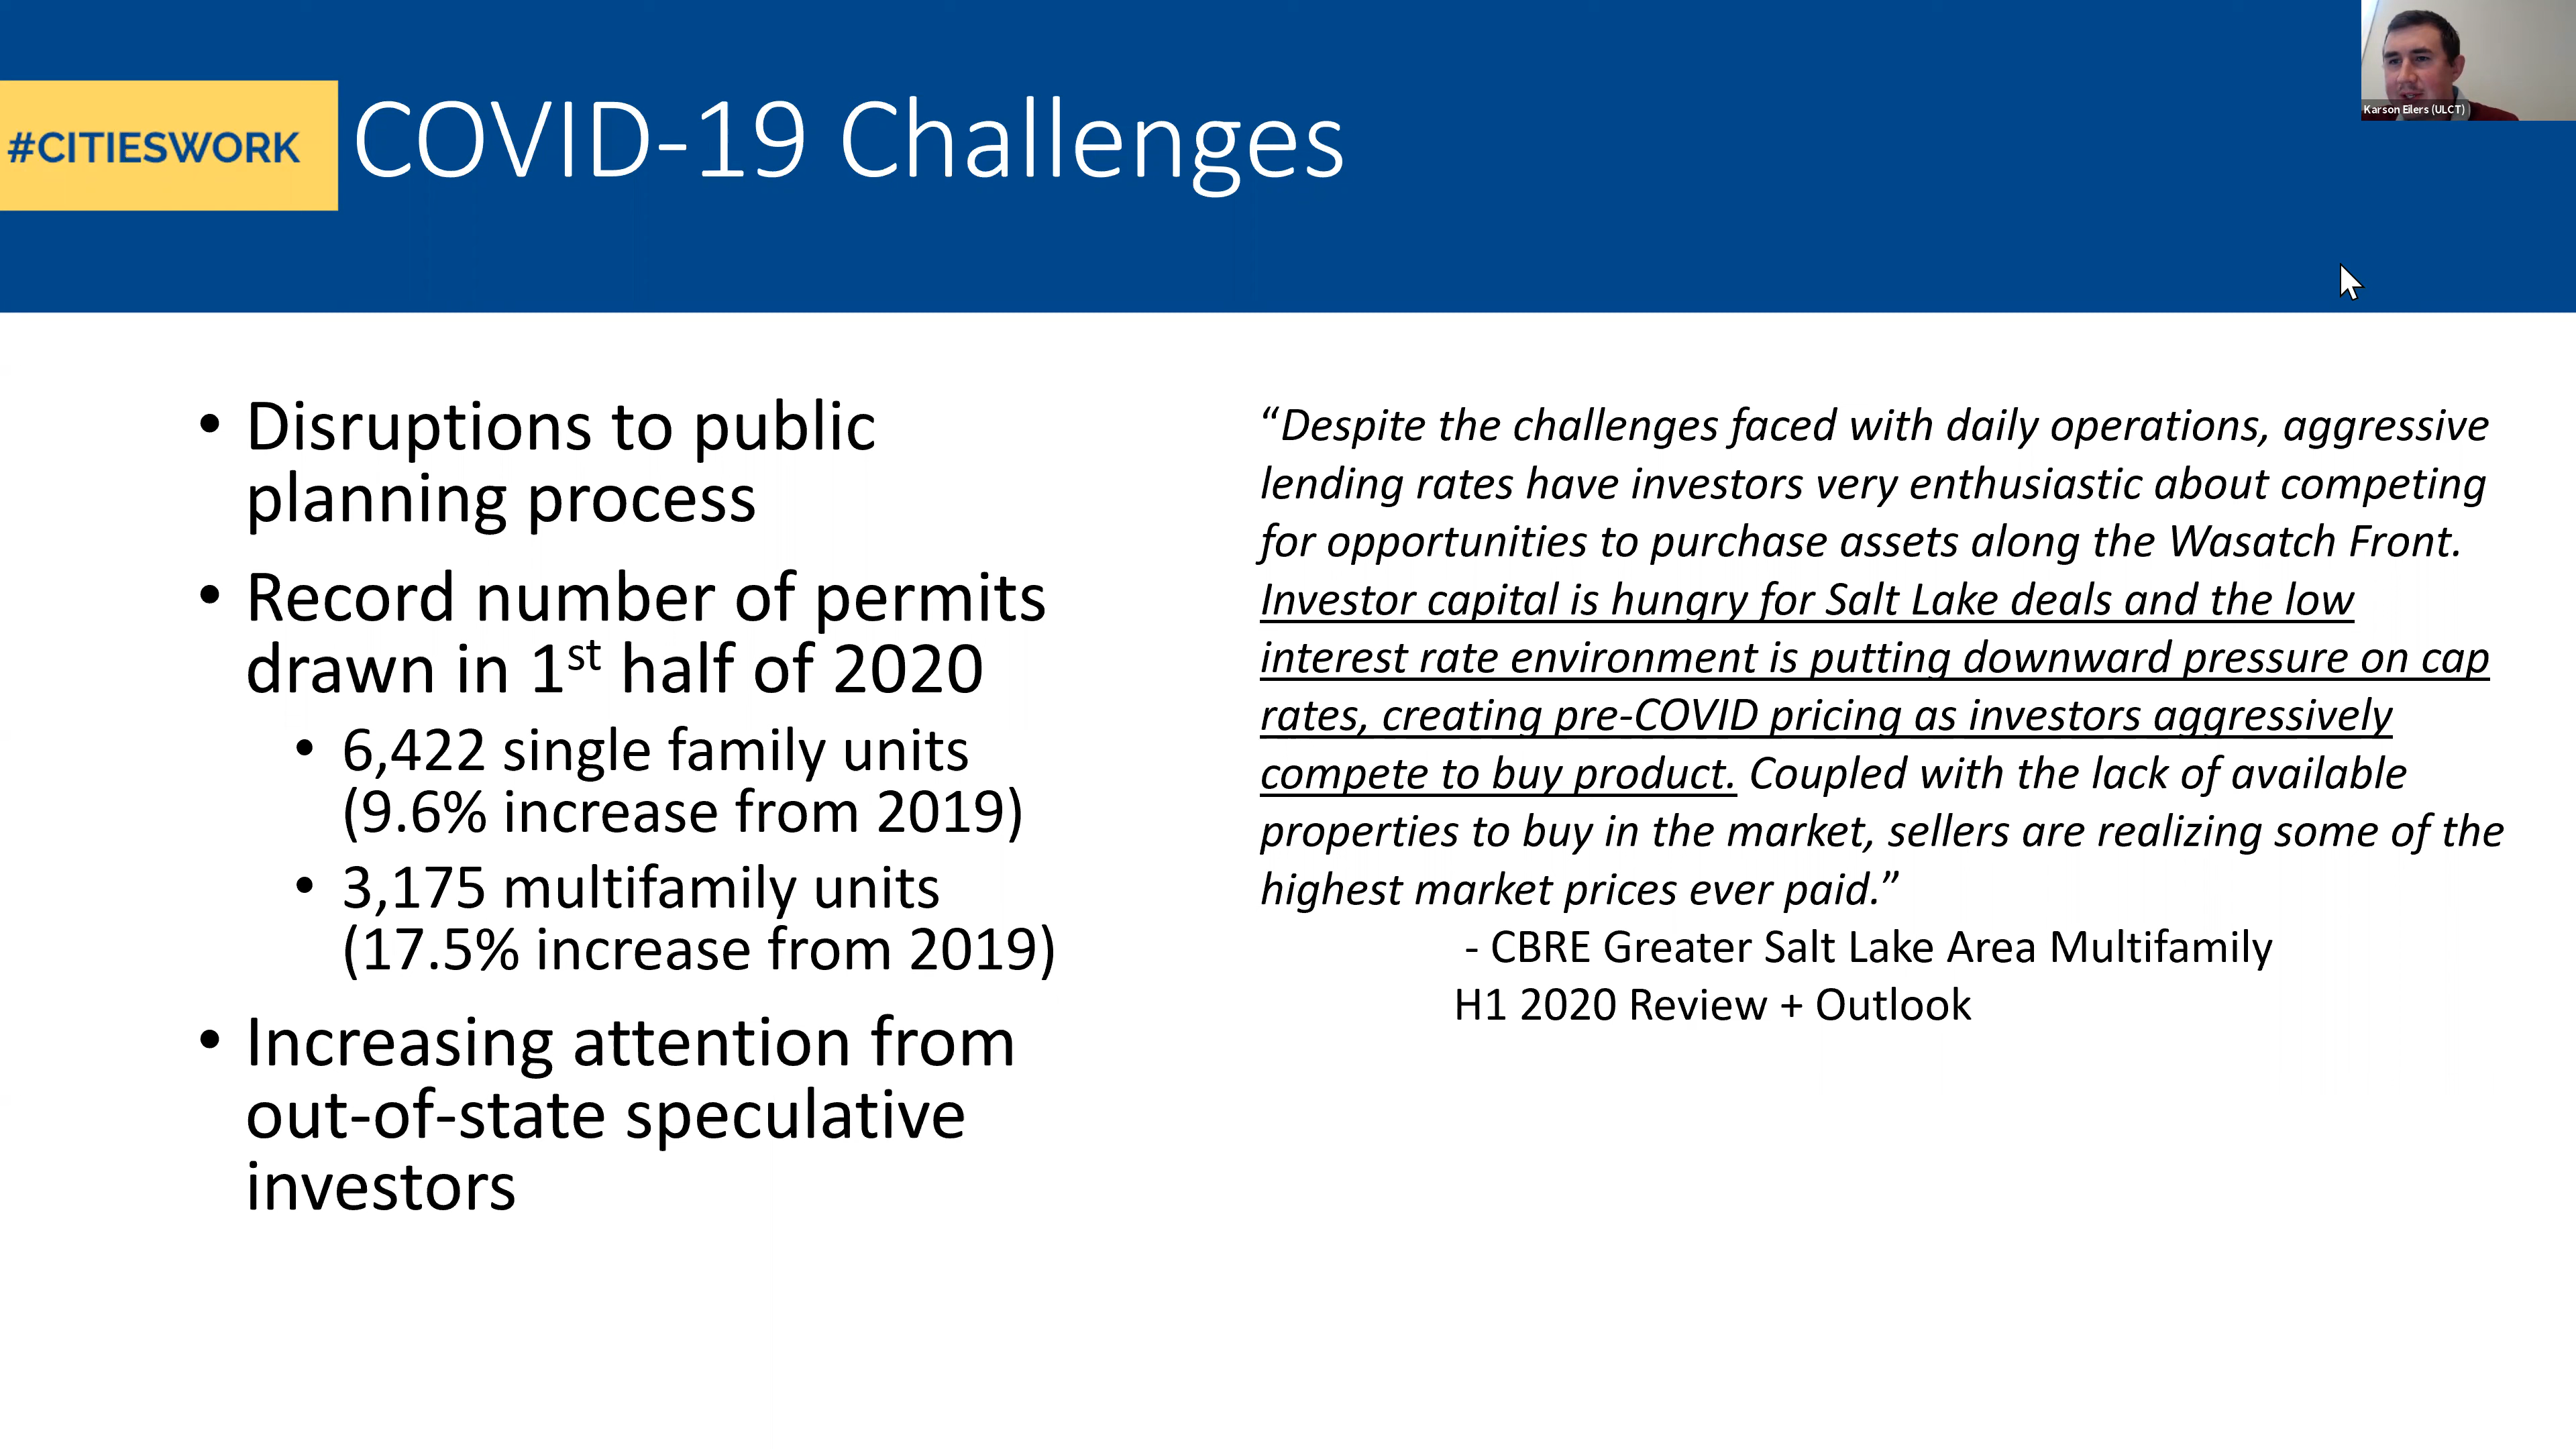 Karson Eilers (ULCT)
#CITIESWORK
COVID-19 Challenges
• Disruptions to public
planning process
• Record number of permits
drawn in 1st half of 2020
• 6,422 single family units
(9.6% increase from 2019)
• 3,175 multifamily units
(17.5% increase from 2019)
• Increasing attention from
out-of-state speculative
investors
“Despite the challenges faced with daily operations, aggressive
lending rates have investors very enthusiastic about competing
for opportunities to purchase assets along the Wasatch Front.
Investor capital is hungry for Salt Lake deals and the low
interest rate environment is putting downward pressure on cap
rates, creating pre-COVID pricing as investors aggressively
compete to buy product. Coupled with the lack of available
properties to buy in the market, sellers are realizing some of the
highest market prices ever paid.”
- CBRE Greater Salt Lake Area Multifamily
H1 2020 Review + Outlook